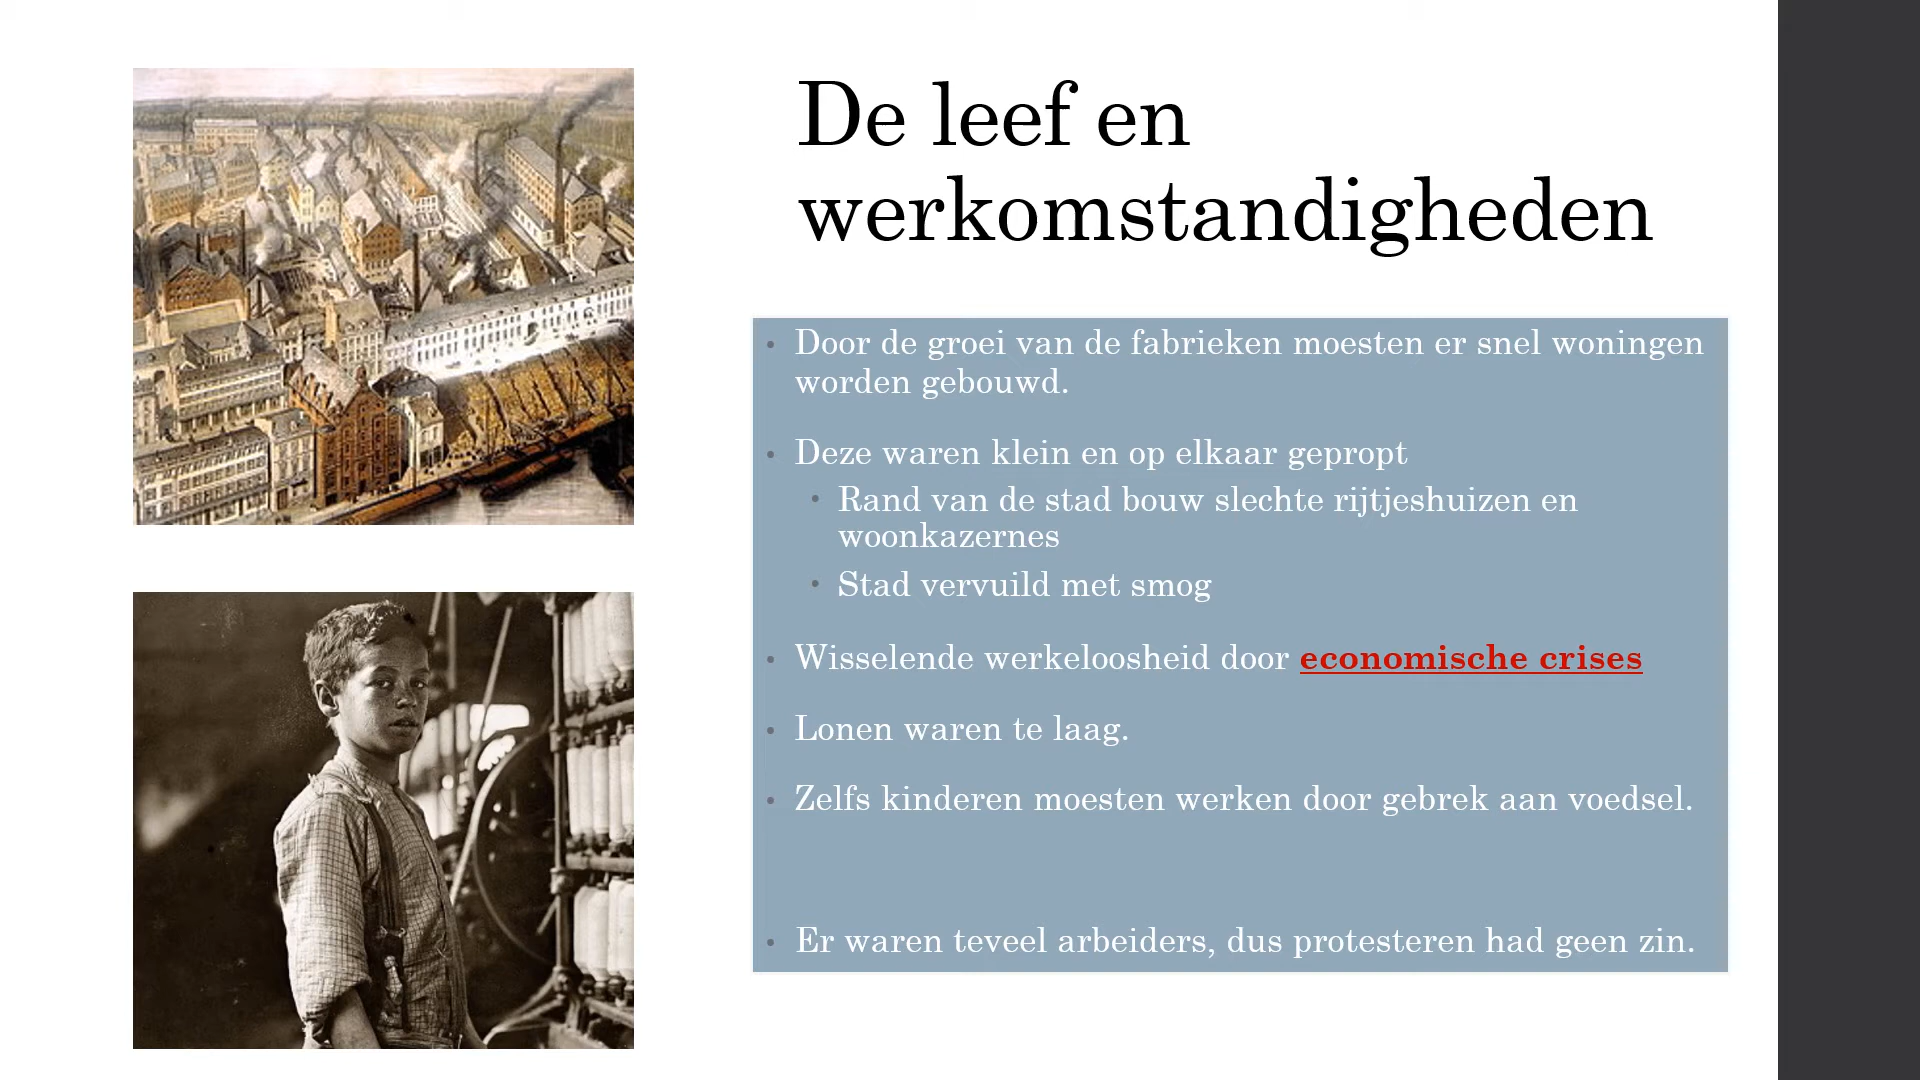 De leef en
werkomstandigheden
• Door de groei van de fabrieken moesten er snel woningen
worden gebouwd.
• Deze waren klein en op elkaar gepropt
• Rand van de stad bouw slechte rijtjeshuizen en
woonkazernes
• Stad vervuild met smog
• Wisselende werkeloosheid door economische crises
• Lonen waren te laag.
• Zelfs kinderen moesten werken door gebrek aan voedsel.
• Er waren teveel arbeiders, dus protesteren had geen zin.